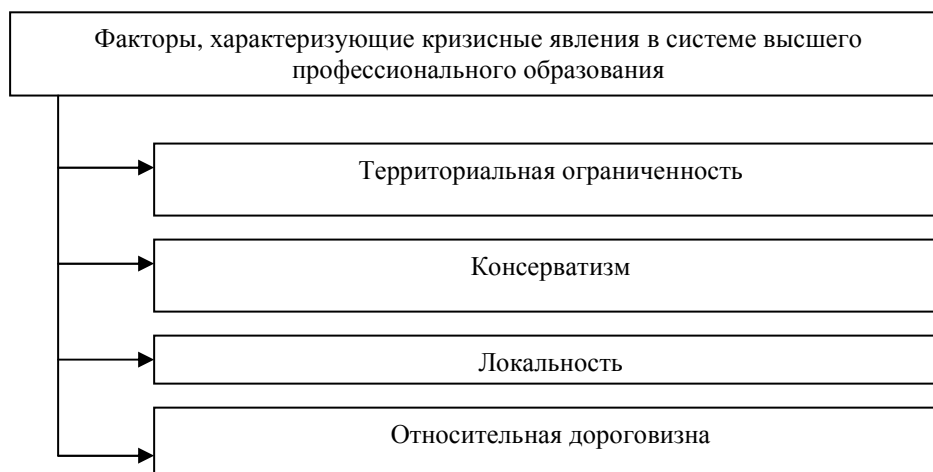 Факторы, характеризующие кризисные явления в системе высшего
профессионального образования
Территориальная ограниченность
Консерватизм
Локальность
Относительная дороговизна